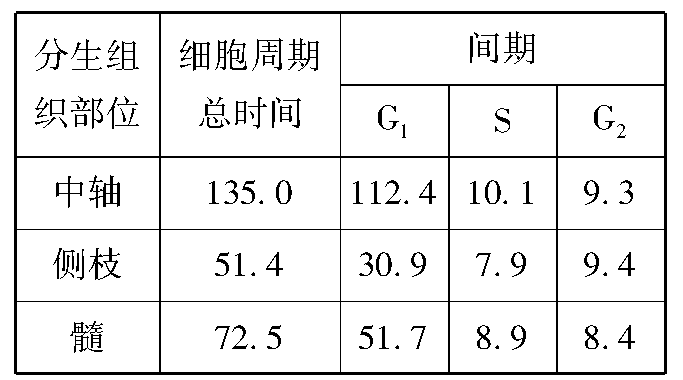 分生组织部位 细胞周期总时间 间期
G₁ S G₂
中轴 135.0 112.4 10.1 9.3
侧枝 51.4 30.9 7.9 9.4
髓 72.5 51.7 8.9 8.4